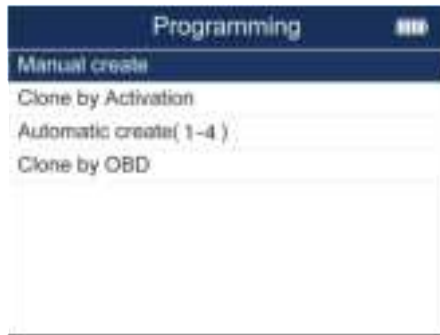 Programming
Manual create
Clone by Activation
Automatic create( 1-4 )
Clone by OBD